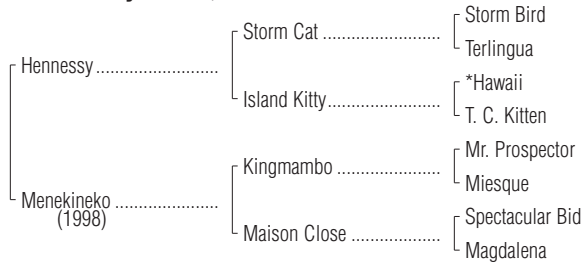 Storm Bird
Storm Cat ........................
Terlingua
Hennessy.........................
*Hawaii
Island Kitty.......................
T. C. Kitten
Mr. Prospector
Kingmambo .....................
Miesque
Menekineko .....................
(1998)
Spectacular Bid
Maison Close ...................
Magdalena